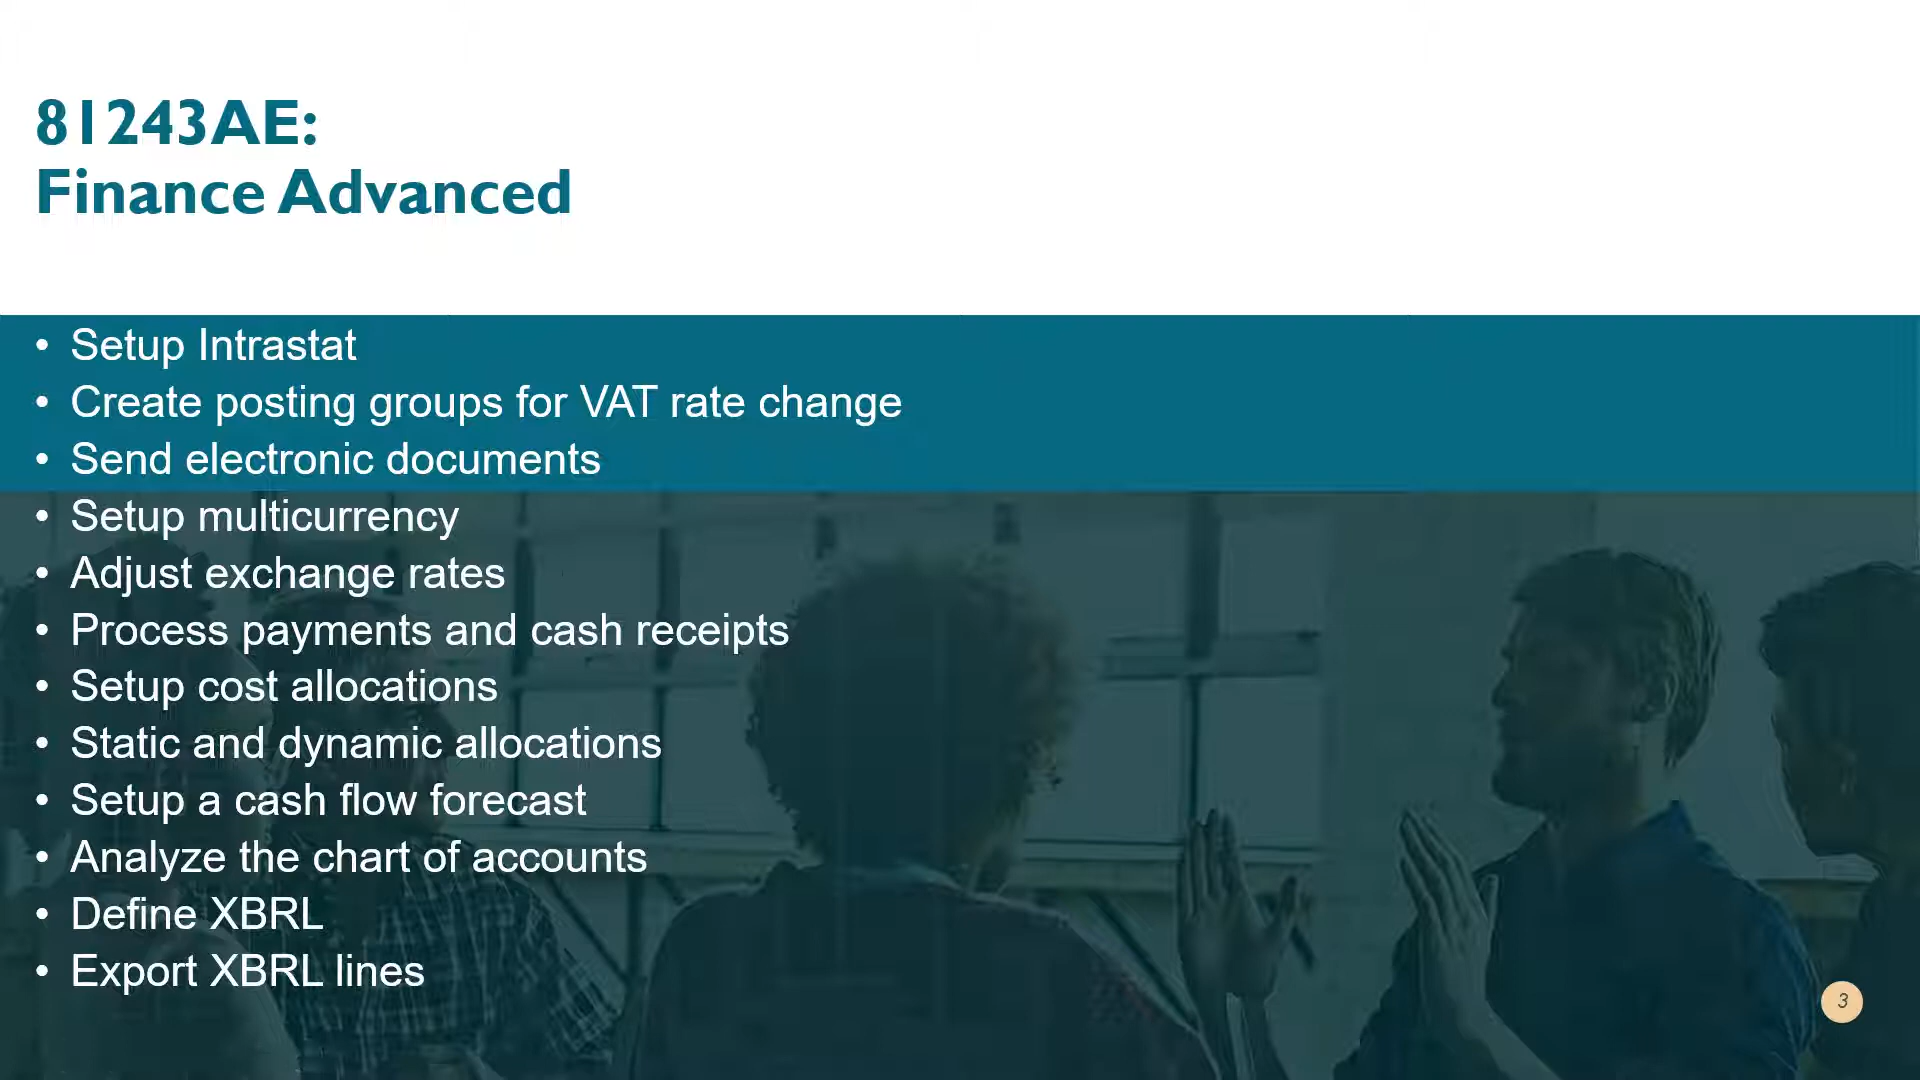 81243AE:
Finance Advanced
• Setup Intrastat
• Create posting groups for VAT rate change
• Send electronic documents
• Setup multicurrency
• Adjust exchange rates
• Process payments and cash receipts
• Setup cost allocations
• Static and dynamic allocations
• Setup a cash flow forecast
• Analyze the chart of accounts
• Define XBRL
• Export XBRL lines
3